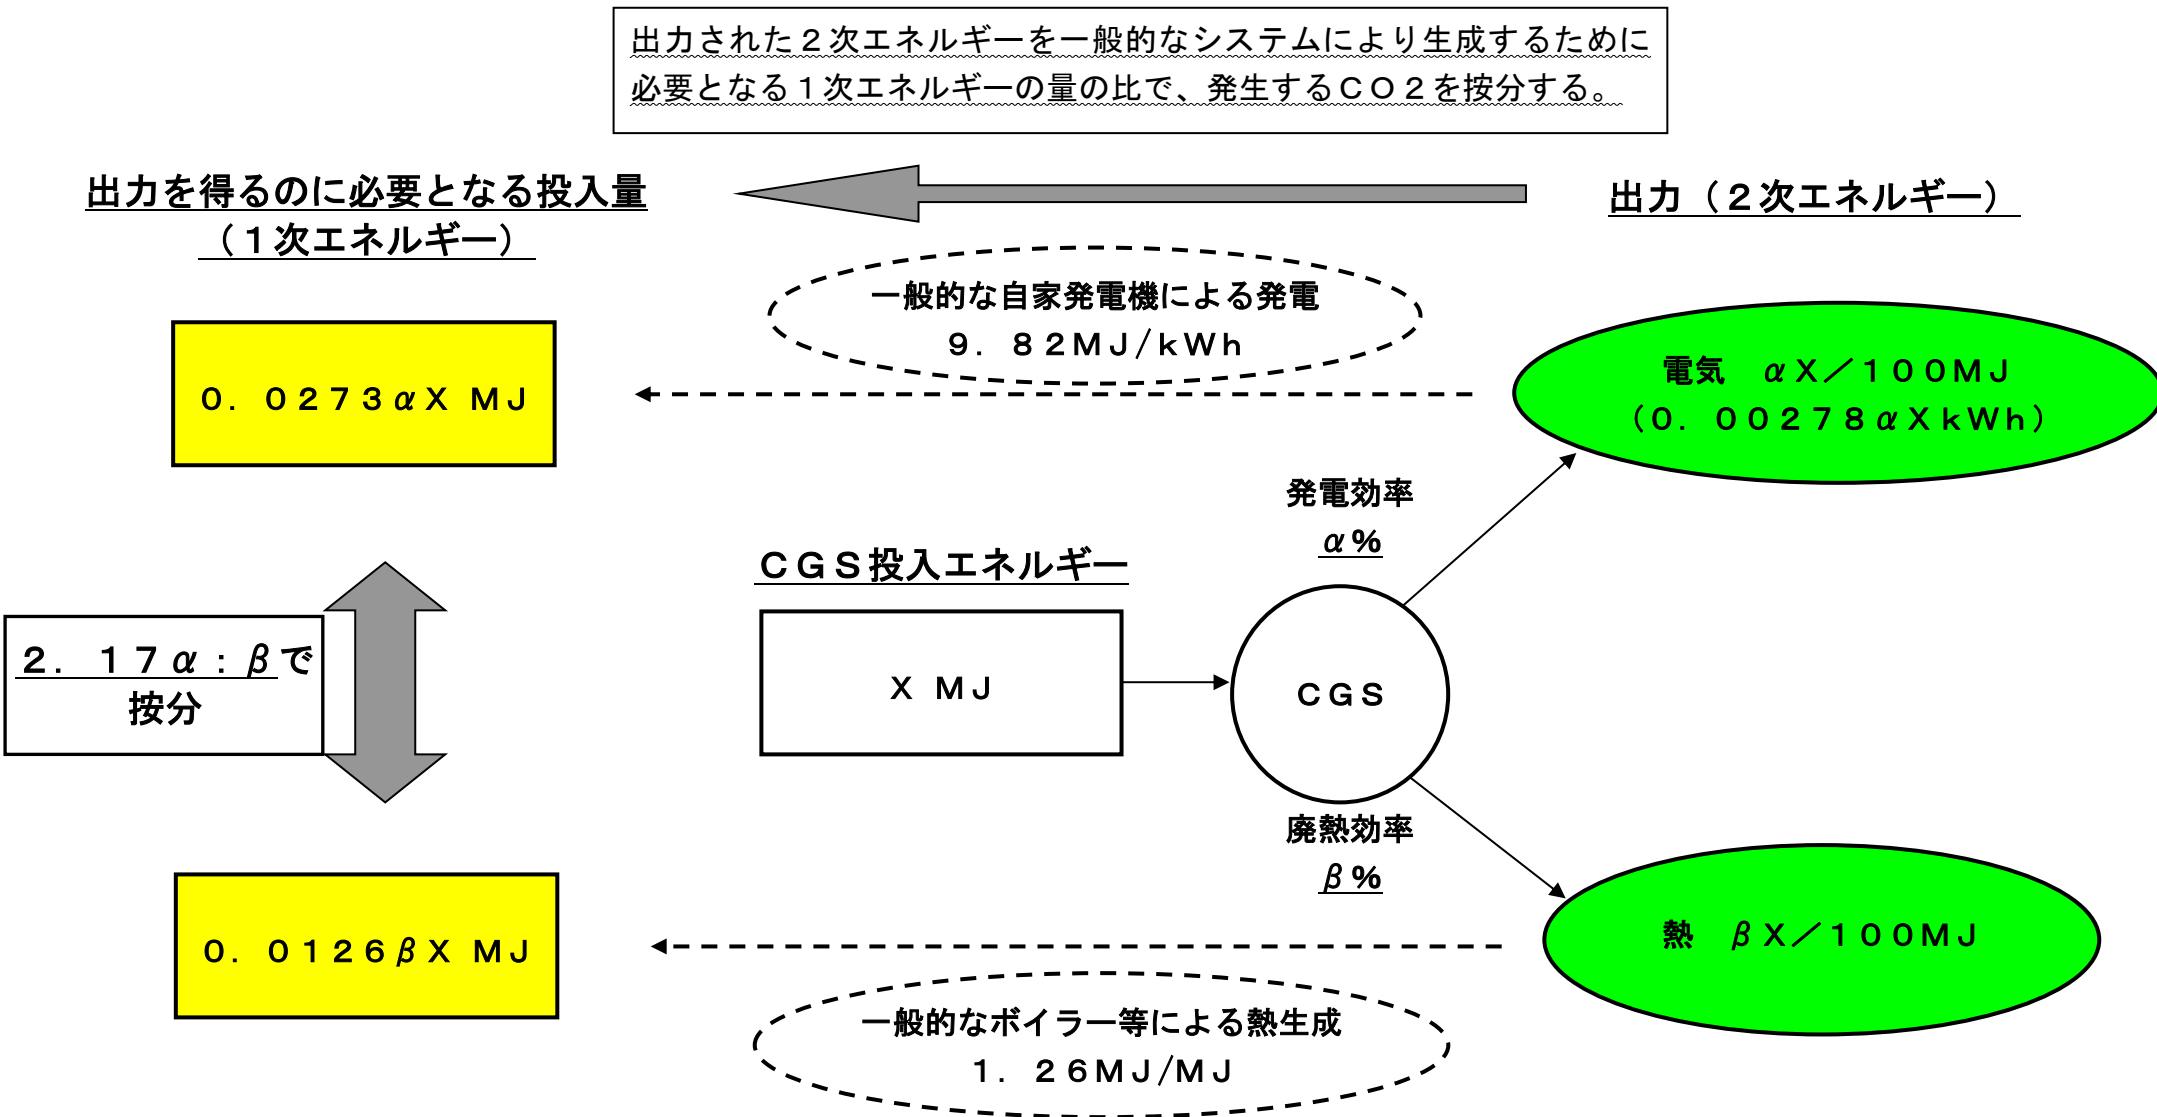 出力された２次エネルギーを一般的なシステムにより生成するために
必要となる１次エネルギーの量の比で、発生するＣＯ２を按分する。
出力を得るのに必要となる投入量
（１次エネルギー）
出力（２次エネルギー）
一般的な自家発電機による発電
９．８２ＭＪ/ｋＷｈ
０．０２７３αＸ ＭＪ
電気　αＸ／１００ＭＪ
（０．００２７８αＸｋＷｈ）
発電効率
α％
ＣＧＳ投入エネルギー
２．１７α：βで
按分
Ｘ ＭＪ
ＣＧＳ
廃熱効率
β％
０．０１２６βＸ ＭＪ
熱　βＸ／１００ＭＪ
一般的なボイラー等による熱生成
１．２６ＭＪ/ＭＪ